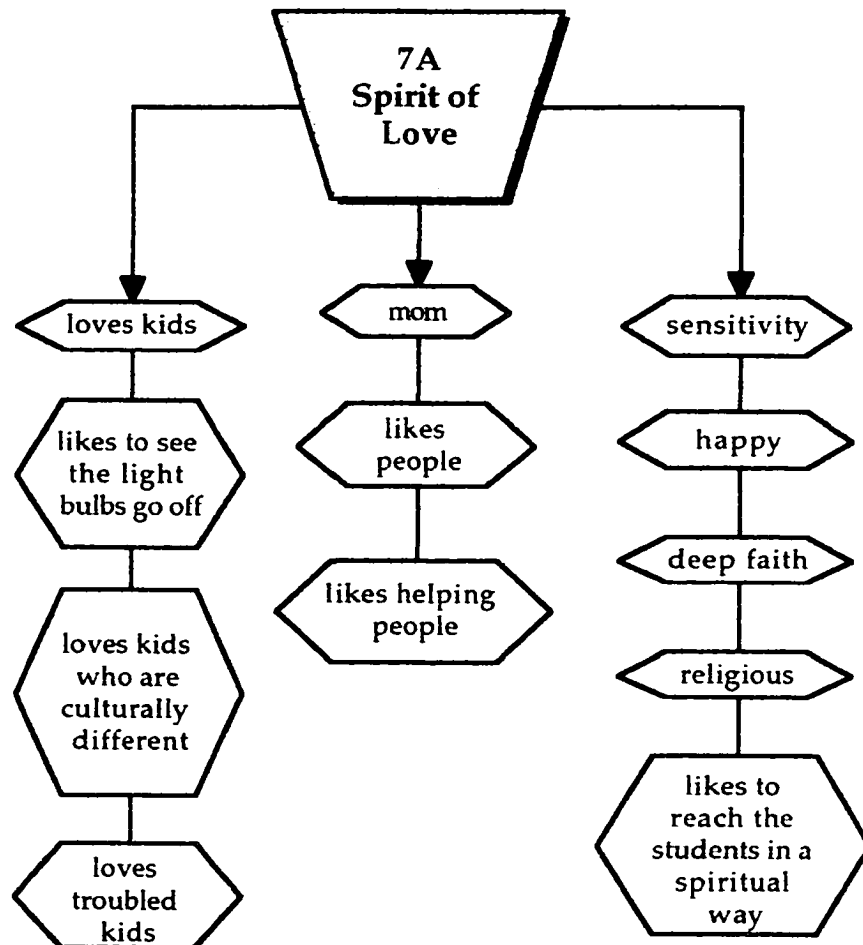 7A
Spirit of
Love
loves kids
likes to see
the light
bulbs go off
loves kids
who are
culturally
different
loves
troubled
kids
mom
likes
people
likes helping
people
sensitivity
happy
deep faith
religious
likes to
reach the
students in a
spiritual
way